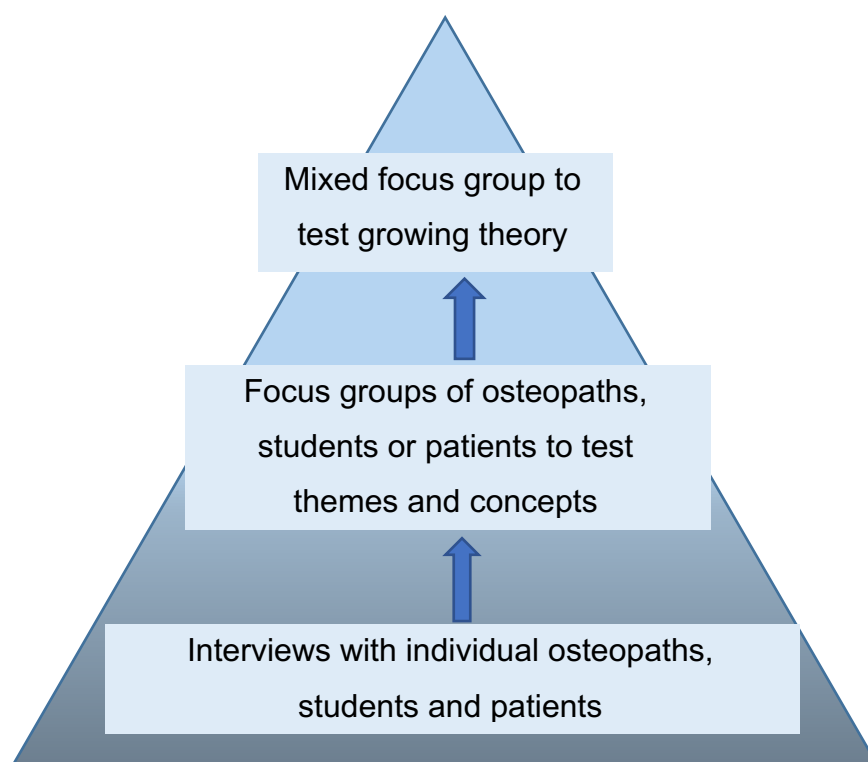 Mixed focus group to
test growing theory
Focus groups of osteopaths,
students or patients to test
themes and concepts
Interviews with individual osteopaths,
students and patients